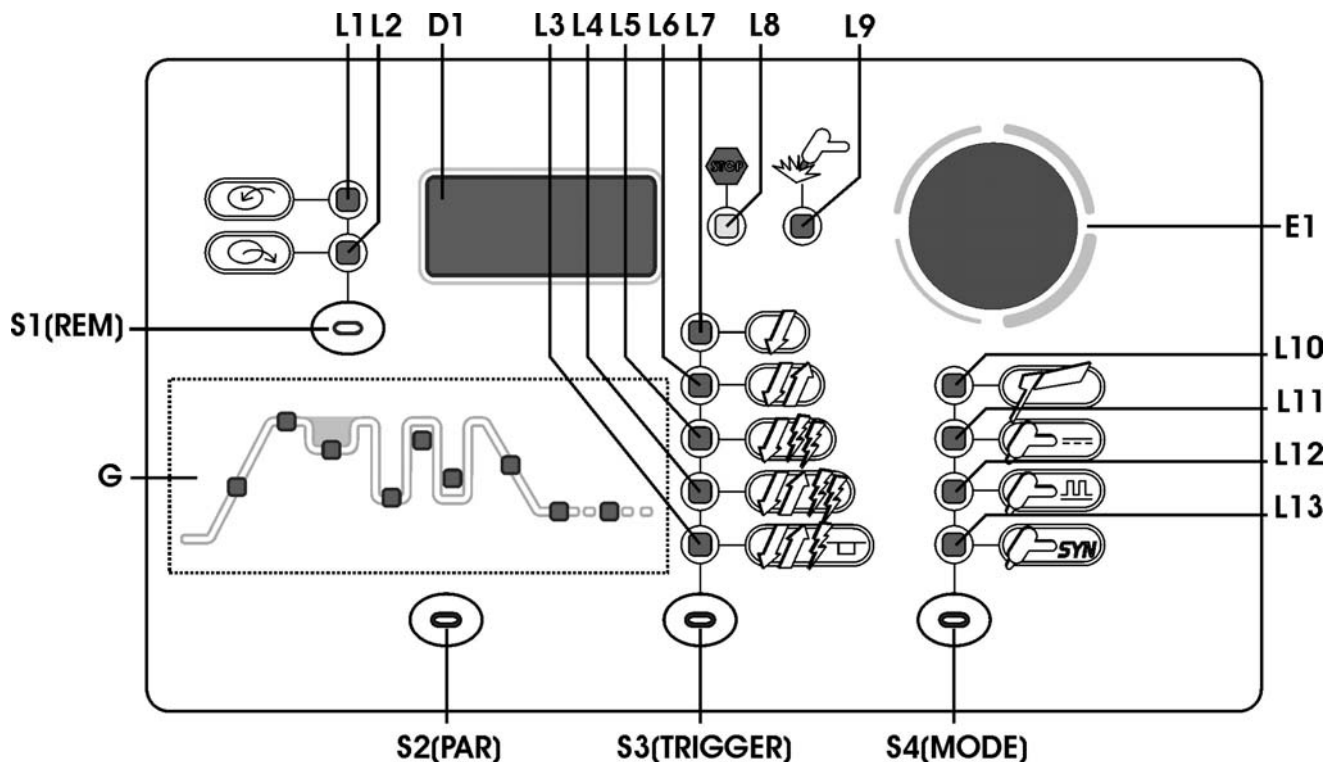 L1 L2 D1 L3 L4 L5 L6 L7 L8 L9
STOP
E1
S1(REM)
L10
L11
G
L12
L13
SYN
S2(PAR) S3(TRIGGER) S4(MODE)